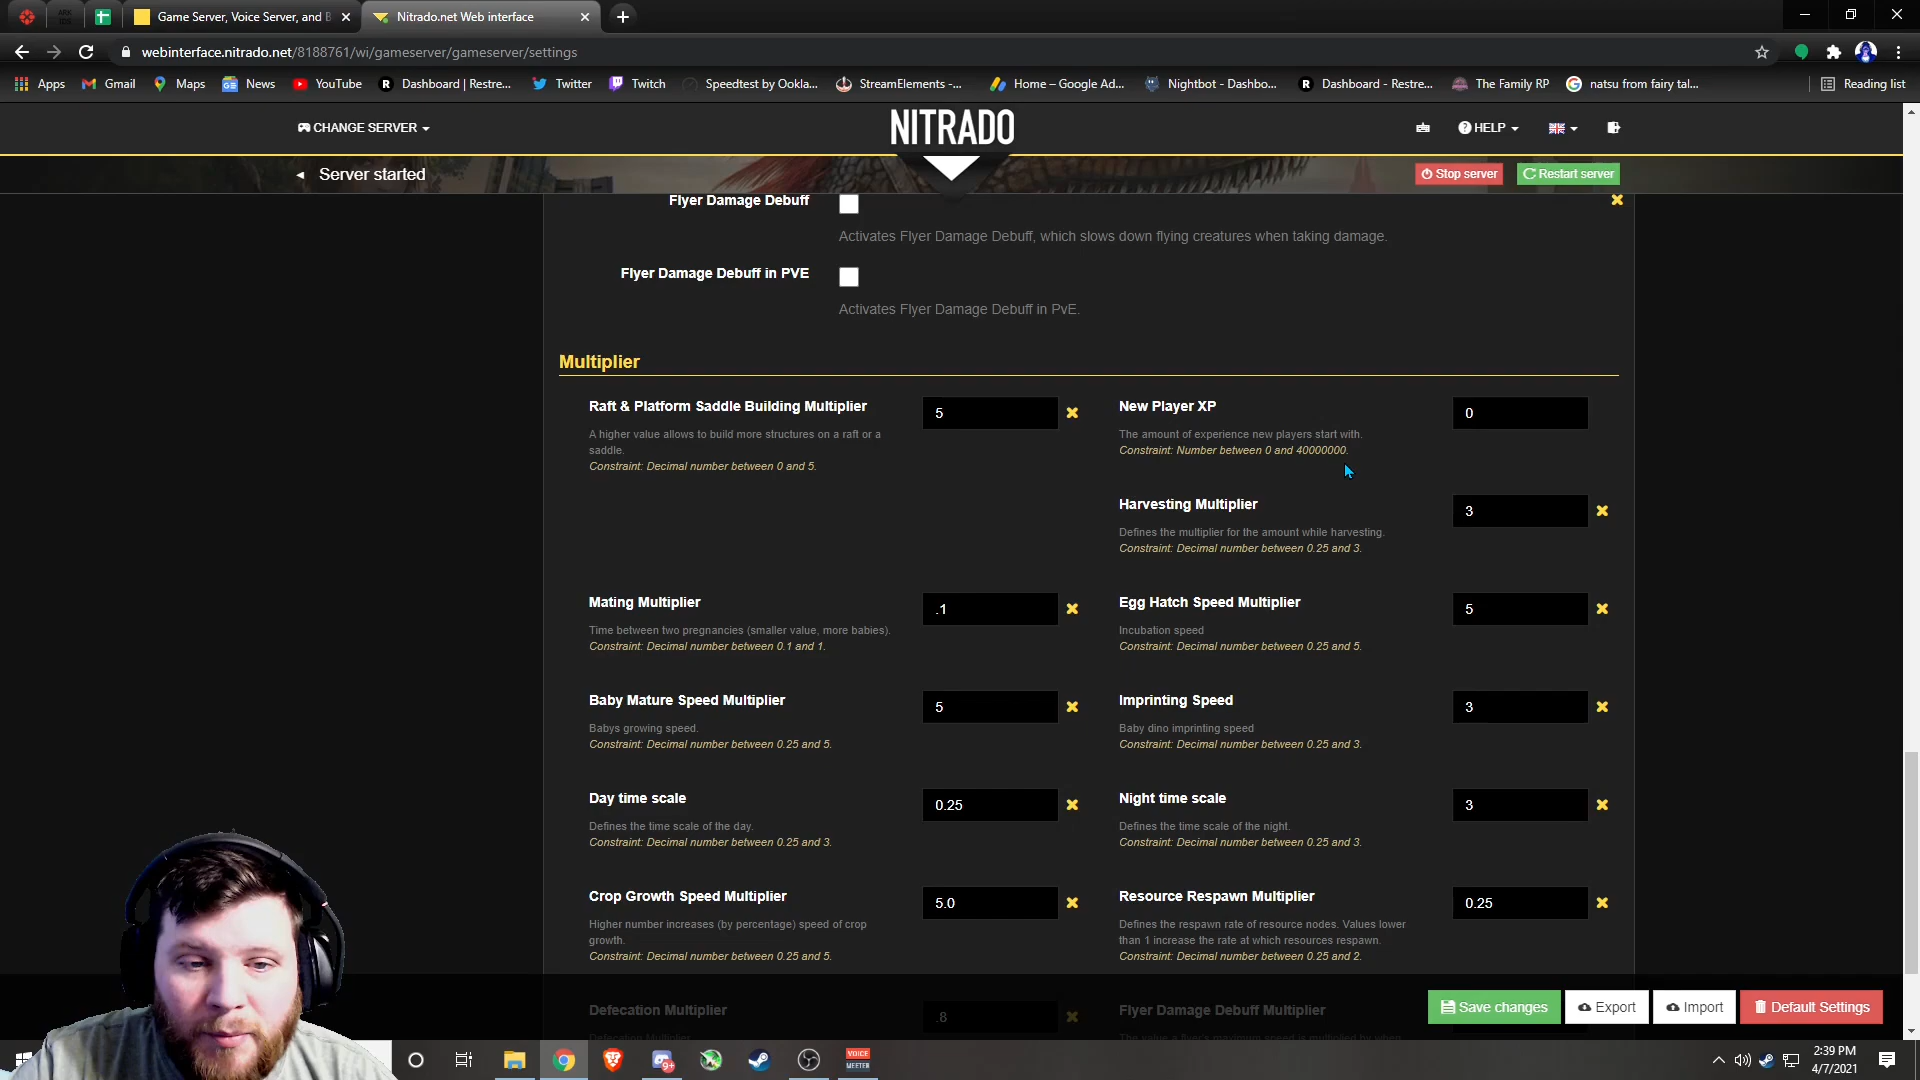 ARK
IDS
Game Server, Voice Server, and B
Nitrado.net Web interface
webinterface.nitrado.net/8188761/wi/gameserver/gameserver/settings
Apps
Gmail
Maps
News
YouTube
Dashboard | Restre...
Twitter
Twitch
Speedtest by Ookla...
StreamElements -...
Home – Google Ad...
Nightbot - Dashbo...
Dashboard - Restre...
The Family RP
natsu from fairy tal...
Reading list
CHANGE SERVER
NITRADO
HELP
Server started
Stop server
Restart server
Flyer Damage Debuff
Activates Flyer Damage Debuff, which slows down flying creatures when taking damage.
Flyer Damage Debuff in PVE
Activates Flyer Damage Debuff in PvE.
Multiplier
Raft & Platform Saddle Building Multiplier
5
A higher value allows to build more structures on a raft or a
saddle.
Constraint: Decimal number between 0 and 5.
New Player XP
0
The amount of experience new players start with.
Constraint: Number between 0 and 40000000.
Harvesting Multiplier
3
Defines the multiplier for the amount while harvesting.
Constraint: Decimal number between 0.25 and 3.
Mating Multiplier
.1
Time between two pregnancies (smaller value, more babies).
Constraint: Decimal number between 0.1 and 1.
Egg Hatch Speed Multiplier
5
Incubation speed
Constraint: Decimal number between 0.25 and 5.
Baby Mature Speed Multiplier
5
Babys growing speed.
Constraint: Decimal number between 0.25 and 5.
Imprinting Speed
3
Baby dino imprinting speed
Constraint: Decimal number between 0.25 and 3.
Day time scale
0.25
Defines the time scale of the day.
Constraint: Decimal number between 0.25 and 3.
Night time scale
3
Defines the time scale of the night.
Constraint: Decimal number between 0.25 and 3.
Crop Growth Speed Multiplier
5.0
Higher number increases (by percentage) speed of crop
growth.
Constraint: Decimal number between 0.25 and 5.
Resource Respawn Multiplier
0.25
Defines the respawn rate of resource nodes. Values lower
than 1 increase the rate at which resources respawn.
Constraint: Decimal number between 0.25 and 2.
Defecation Multiplier
.8
Defecation Multiplier
Flyer Damage Debuff Multiplier
Save changes
Export
Import
Default Settings
9+
VOICE
MEETER
2:39 PM
4/7/2021